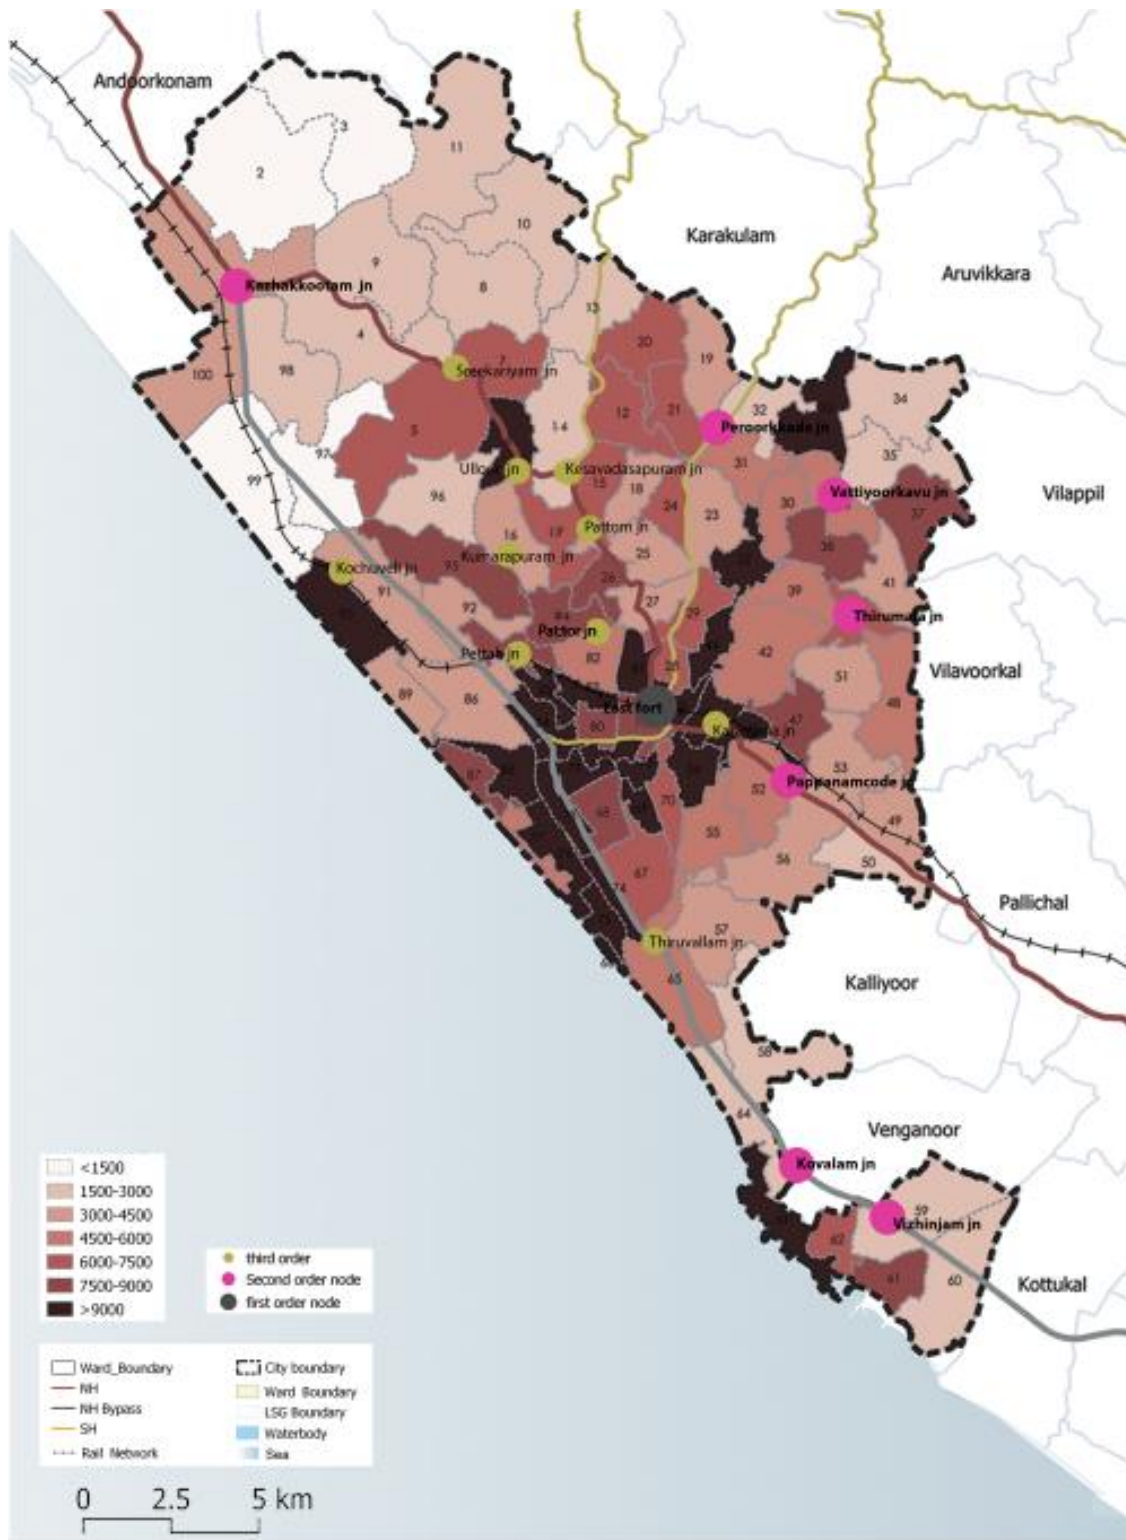 Andoorkonam
3
11
2
10
Karakulam
9
Aruvikkara
Kazhakkootam jn
8
13
4
20
19
98
7
Sreekariyam jn
100
34
12
21
32
5
14
Peroorkkada jn
97
35
31
Ulloor jn
Kesavadasapuram jn
99
96
15
18
30
Vattiyoorkavu jn
Vilappil
24
23
37
16
17
Pattom jn
Kumarapuram jn
25
36
95
Kochuveli jn
26
41
91
39
92
27
29
Thirumala jn
Pattor jn
Pettah jn
82
42
28
51
Vilavoorkal
89
86
48
East fort
80
47
53
87
Pappanamcode j
52
68
70
49
55
56
50
67
74
Pallichal
57
Thiruvallam jn
65
Kalliyoor
58
64
Venganoor
Kovalam jn
59
Vizhinjam jn
62
61
60
Kottukal
<1500
1500-3000
3000-4500
4500-6000
6000-7500
7500-9000
>9000
third order
Second order node
first order node
Ward_Boundary
NH
NH Bypass
SH
Rail Network
City boundary
Ward Boundary
LSG Boundary
Waterbody
Sea
0 2.5 5 km